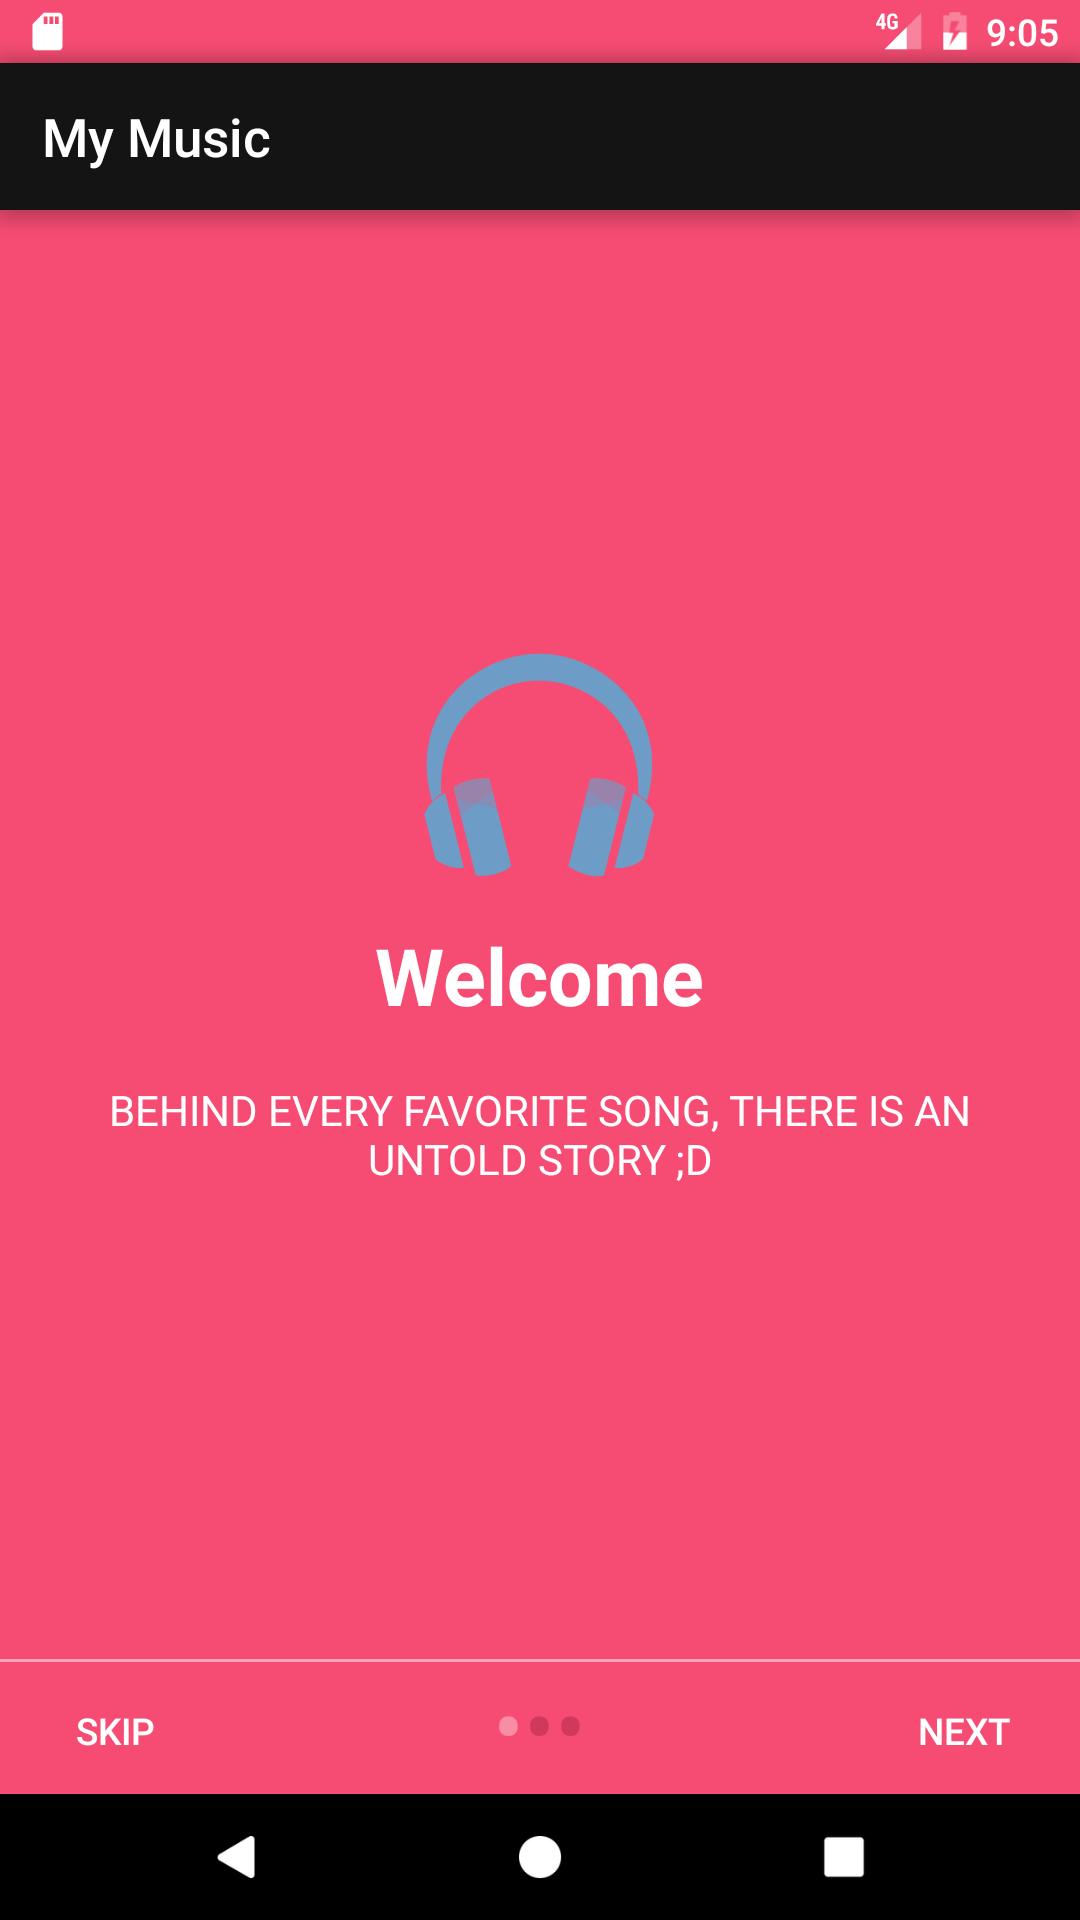 4G 9:05
My Music
Welcome
BEHIND EVERY FAVORITE SONG, THERE IS AN
UNTOLD STORY ;D
SKIP NEXT